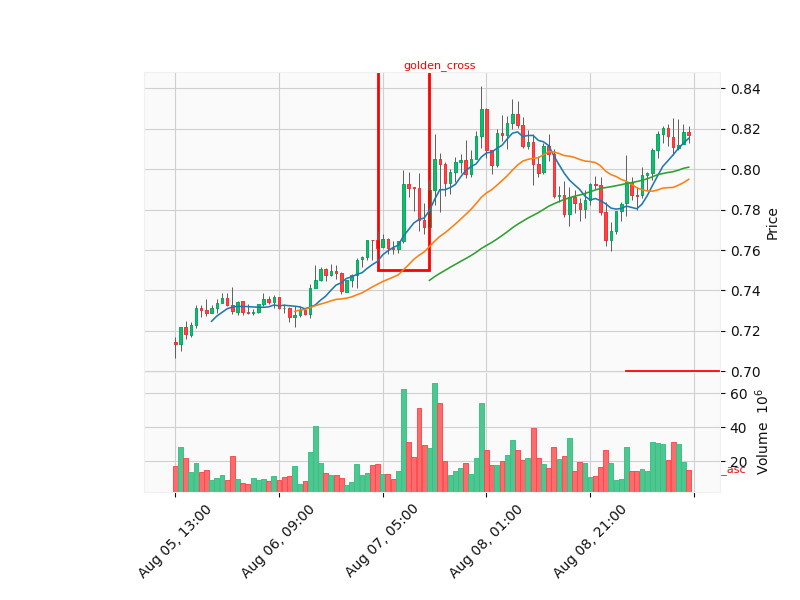 golden_cross
0.84
0.82
0.80
0.78
0.76
0.74
0.72
0.70
Price
60
40
20
Volume 10^6
asc
Aug 05, 13:00
Aug 06, 09:00
Aug 07, 05:00
Aug 08, 01:00
Aug 08, 21:00